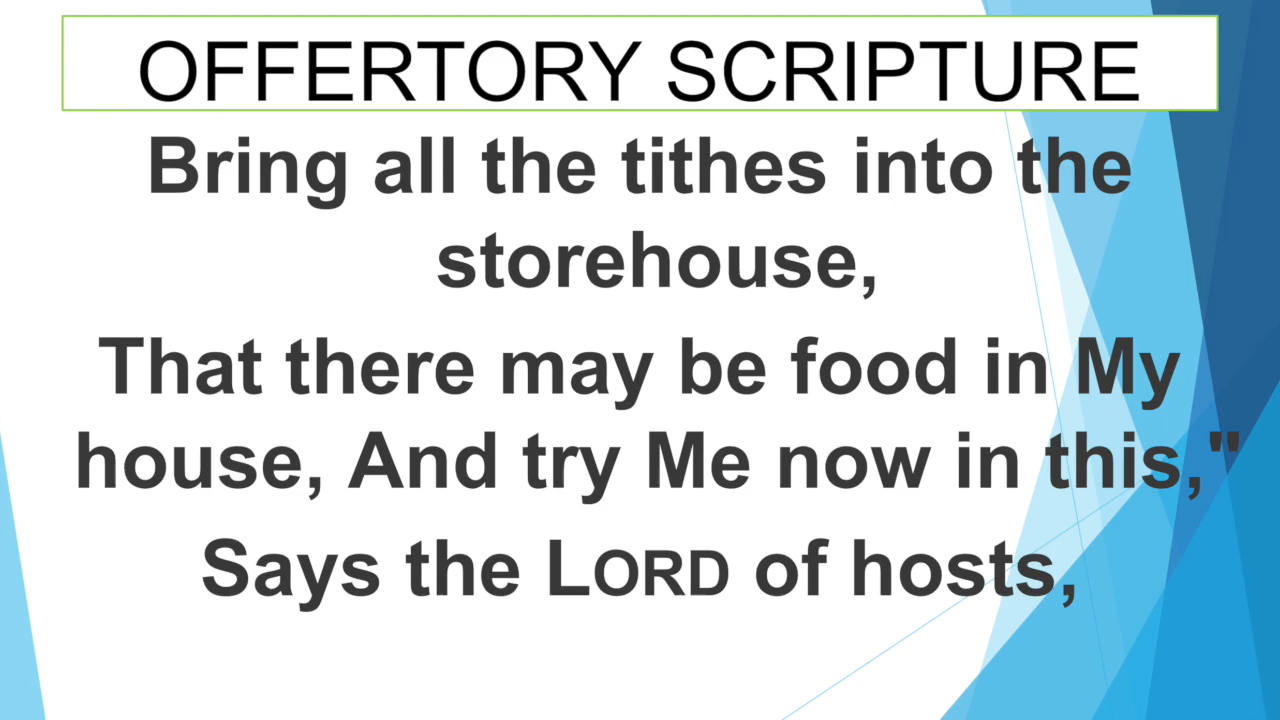 OFFERTORY SCRIPTURE
Bring all the tithes into the
storehouse,
That there may be food in My
house, And try Me now in this,"
Says the LORD of hosts,